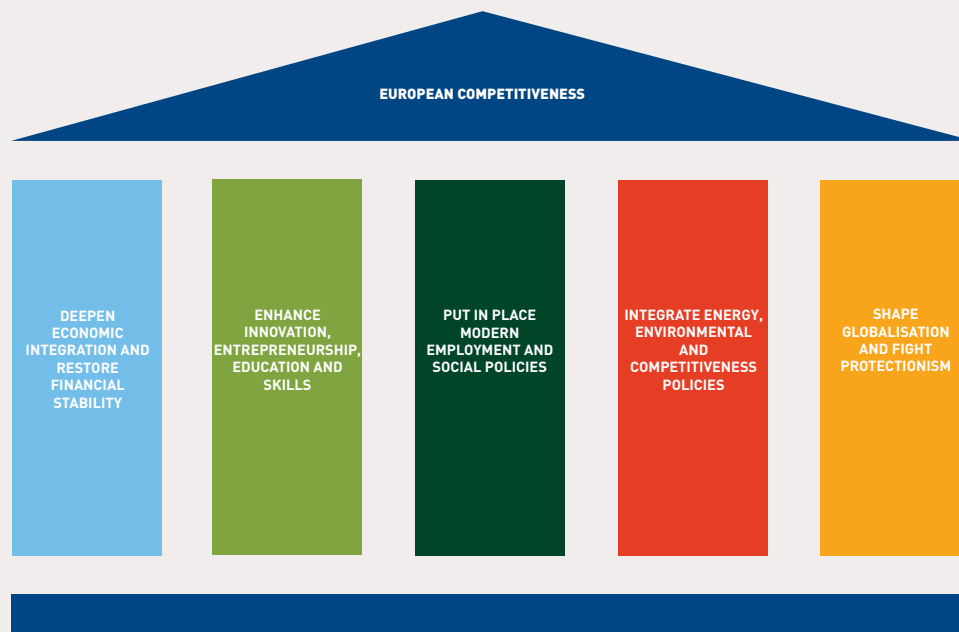 EUROPEAN COMPETITIVENESS
DEEPEN
ECONOMIC
INTEGRATION AND
RESTORE
FINANCIAL
STABILITY
ENHANCE
INNOVATION,
ENTREPRENEURSHIP,
EDUCATION AND
SKILLS
PUT IN PLACE
MODERN
EMPLOYMENT AND
SOCIAL POLICIES
INTEGRATE ENERGY,
ENVIRONMENTAL
AND
COMPETITIVENESS
POLICIES
SHAPE
GLOBALISATION
AND FIGHT
PROTECTIONISM